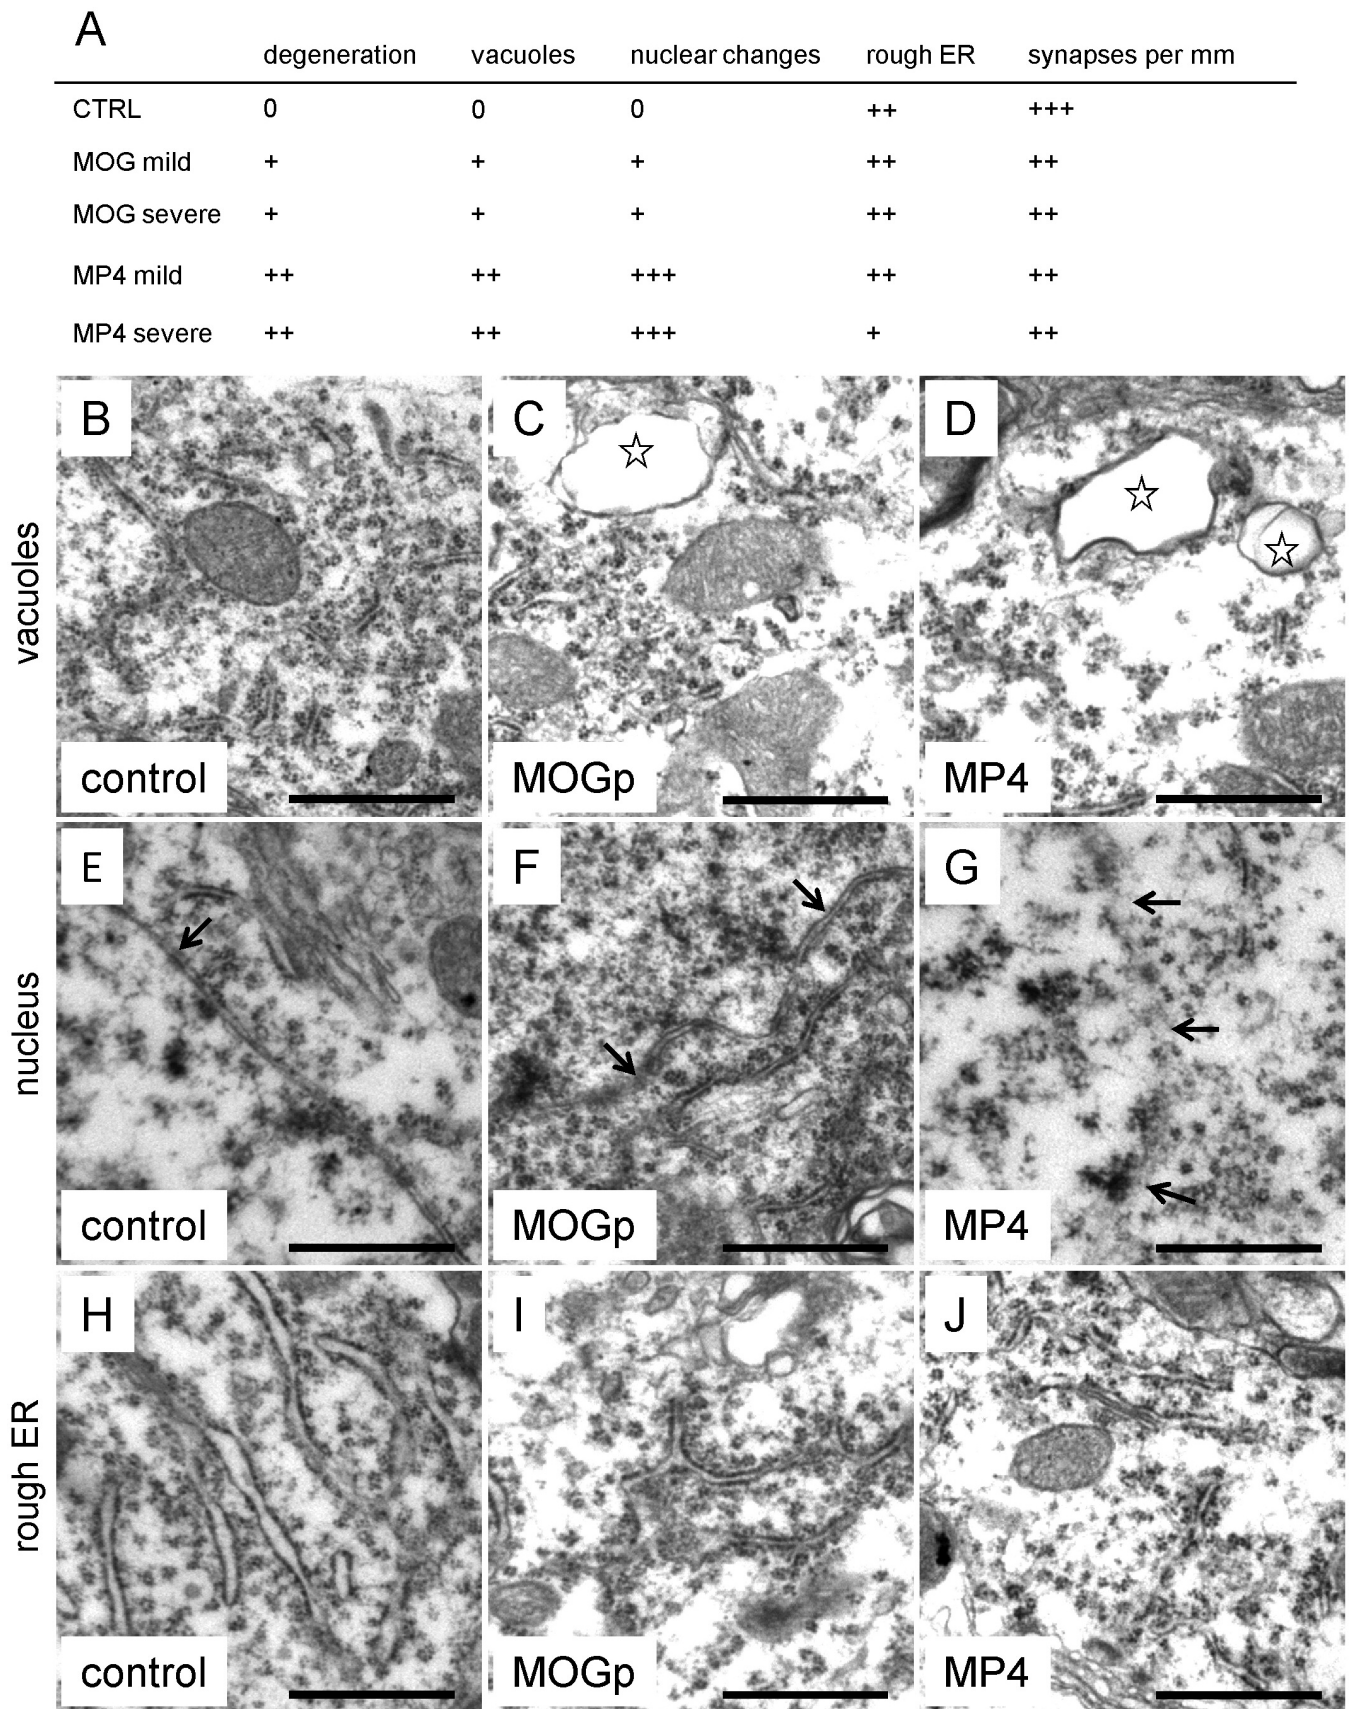 A
degeneration vacuoles nuclear changes rough ER synapses per mm
CTRL 0 0 0 ++ +++
MOG mild + + + ++ ++
MOG severe + + + ++ ++
MP4 mild ++ ++ +++ ++ ++
MP4 severe ++ ++ +++ + ++
vacuoles
B C D
control MOGp MP4
nucleus
E F G
control MOGp MP4
rough ER
H I J
control MOGp MP4